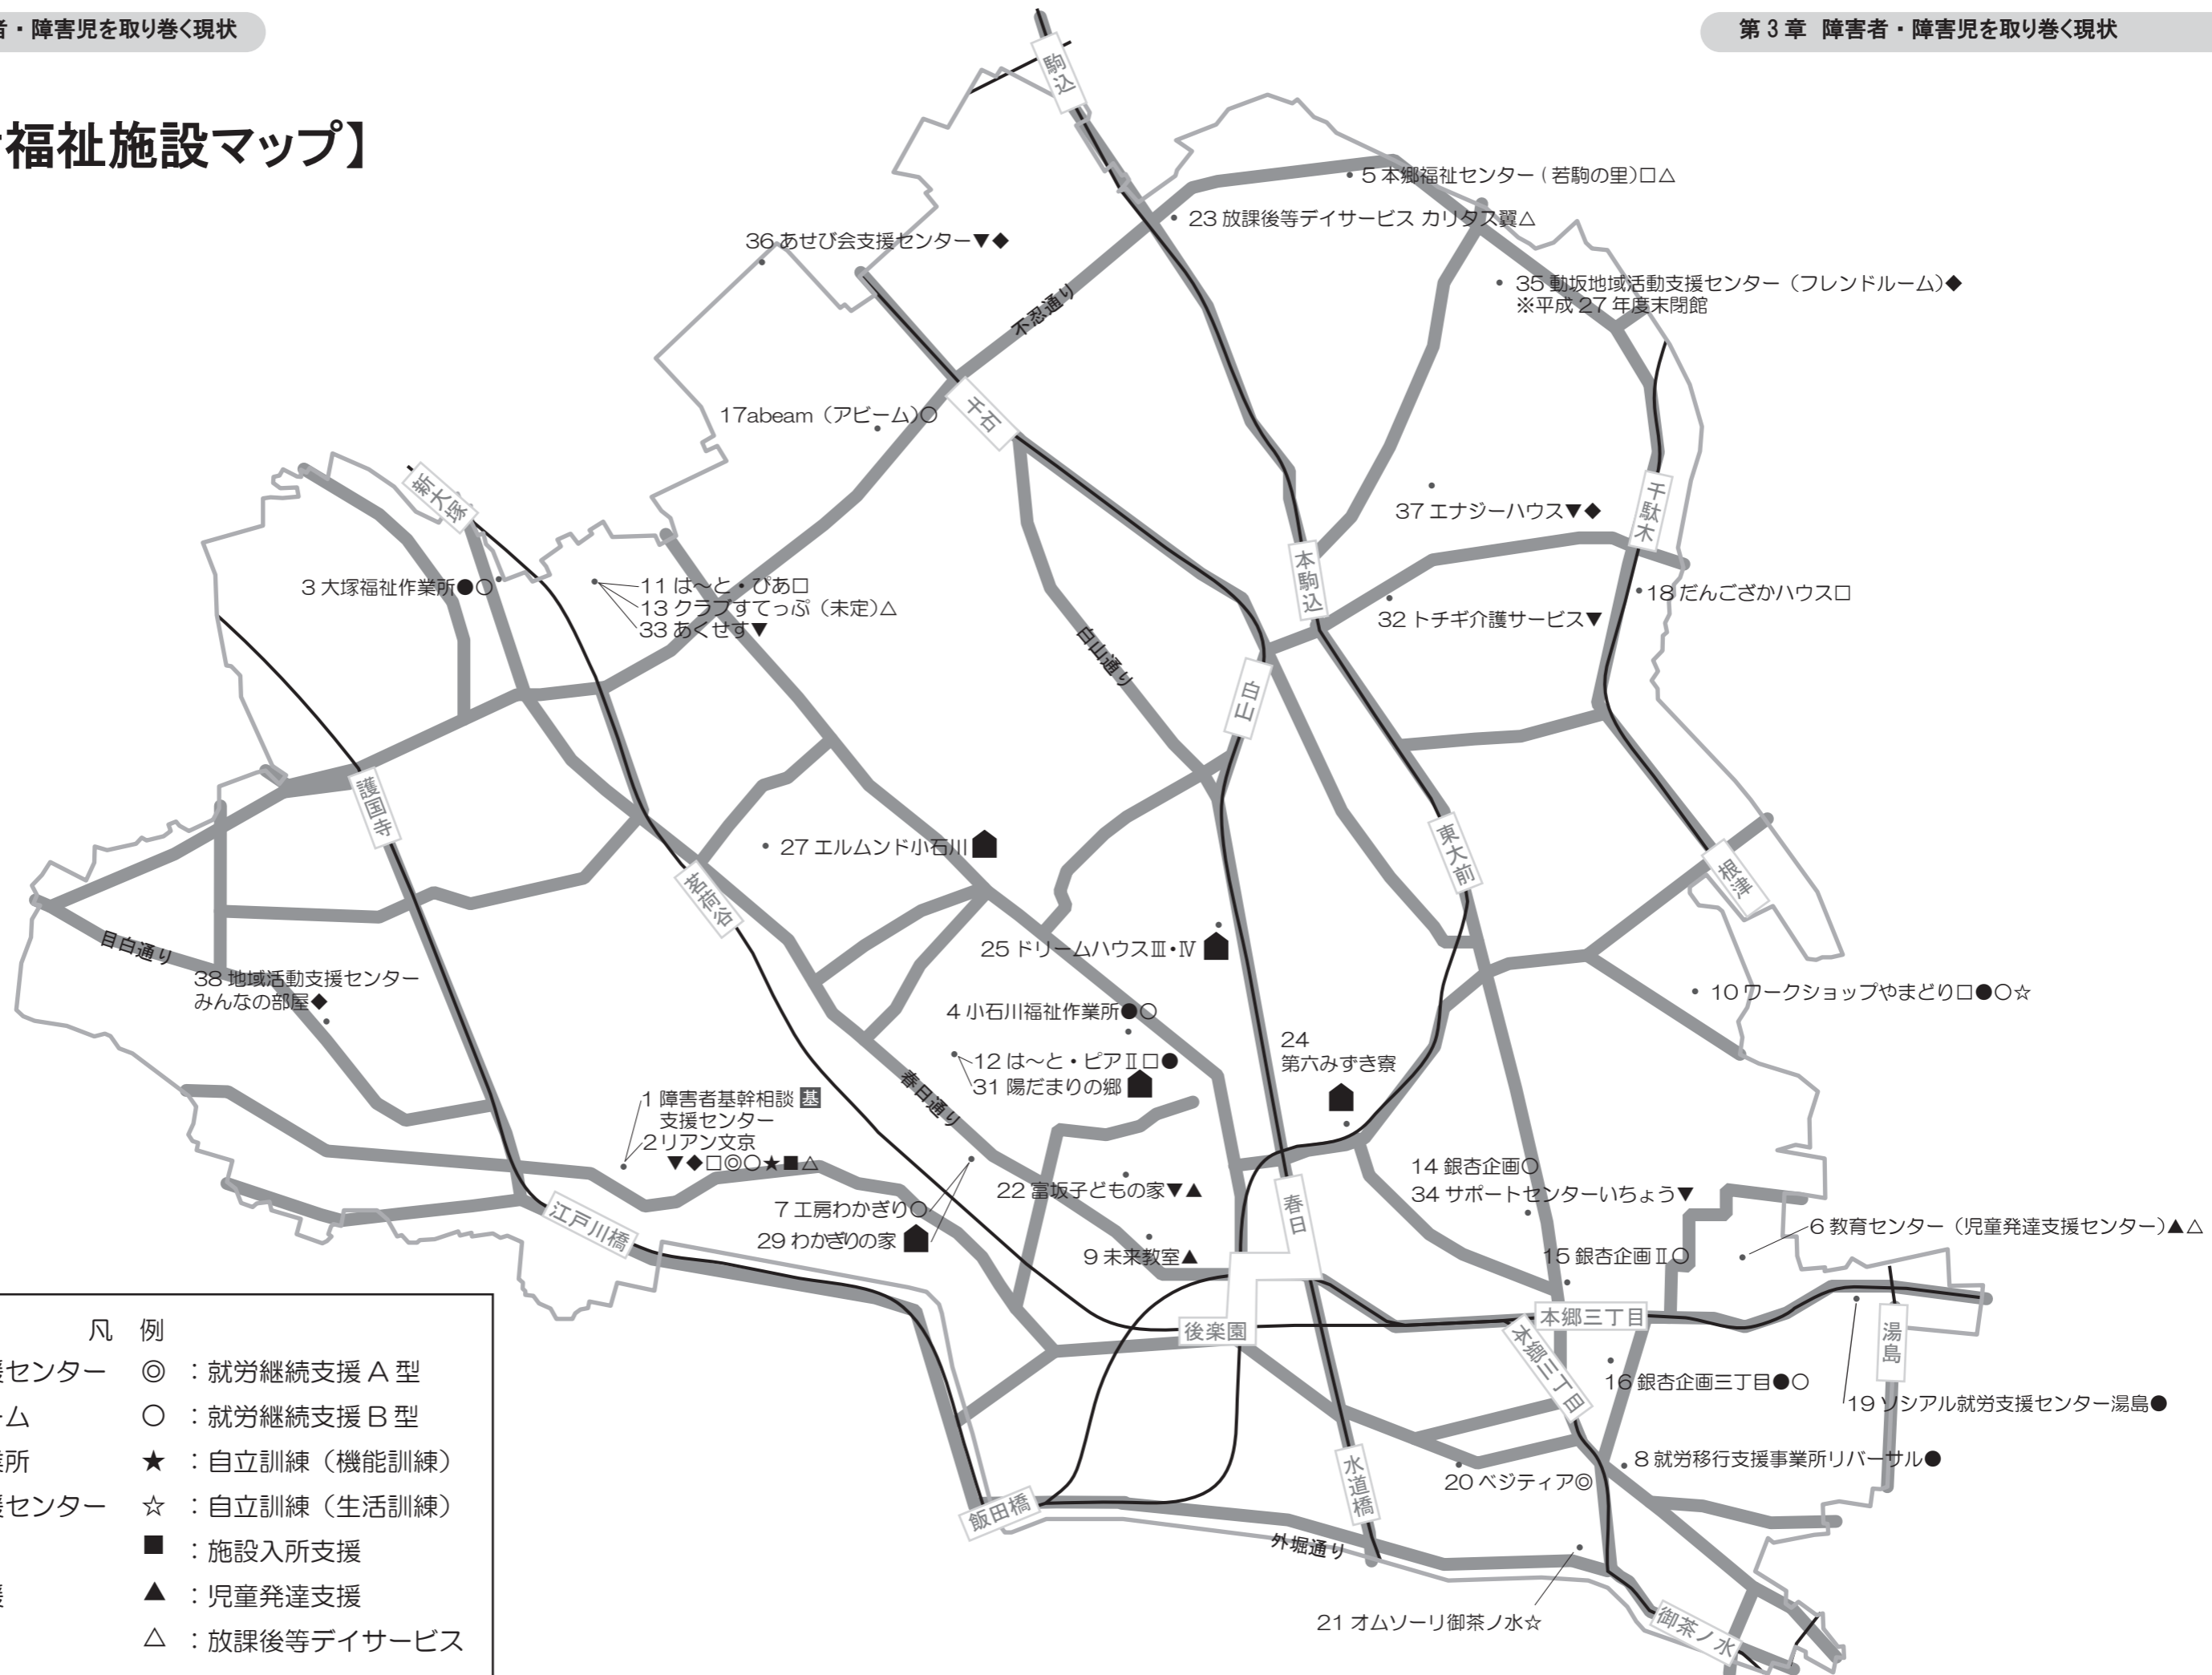 者・障害児を取り巻く現状
第3章 障害者・障害児を取り巻く現状
福祉施設マップ】
駒込
5 本郷福祉センター (若駒の里)□△
23 放課後等デイサービス カリタス翼△
36 あせび会支援センター▼◆
35 動坂地域活動支援センター（フレンドルーム）◆
※平成 27 年度末閉館
不忍通り
17abeam（アビーム）○
千石
新大塚
37 エナジーハウス▼◆
千駄木
本駒込
3 大塚福祉作業所●○
11 は～と・ぴあ□
13 クラブすてっぷ（未定）△
33 あくせす▼
18 だんござかハウス□
32 トチギ介護サービス▼
白山通り
白山
護国寺
東大前
27 エルムンド小石川
根津
茗荷谷
目白通り
25 ドリームハウスⅢ・Ⅳ
38 地域活動支援センター
みんなの部屋◆
10 ワークショップやまどり□●○☆
4 小石川福祉作業所●○
24
第六みずき寮
12 は～と・ピアⅡ□●
31 陽だまりの郷
春日通り
1 障害者基幹相談 基
支援センター
2 リアン文京
▼◆□◎○★■△
14 銀杏企画○
34 サポートセンターいちょう▼
22 富坂子どもの家▼▲
春日
7 工房わかぎり○
29 わかぎりの家
江戸川橋
6 教育センター（児童発達支援センター）▲△
9 未来教室▲
15 銀杏企画Ⅱ○
本郷三丁目
後楽園
湯島
本郷三丁目
16 銀杏企画三丁目●○
19 ソシアル就労支援センター湯島●
8 就労移行支援事業所リバーサル●
20 ベジティア◎
水道橋
飯田橋
外堀通り
21 オムソーリ御茶ノ水☆
御茶ノ水
凡 例
援センター ◎ ：就労継続支援 A 型
ーム ○ ：就労継続支援 B 型
業所 ★ ：自立訓練（機能訓練）
援センター ☆ ：自立訓練（生活訓練）
■ ：施設入所支援
援 ▲ ：児童発達支援
△ ：放課後等デイサービス